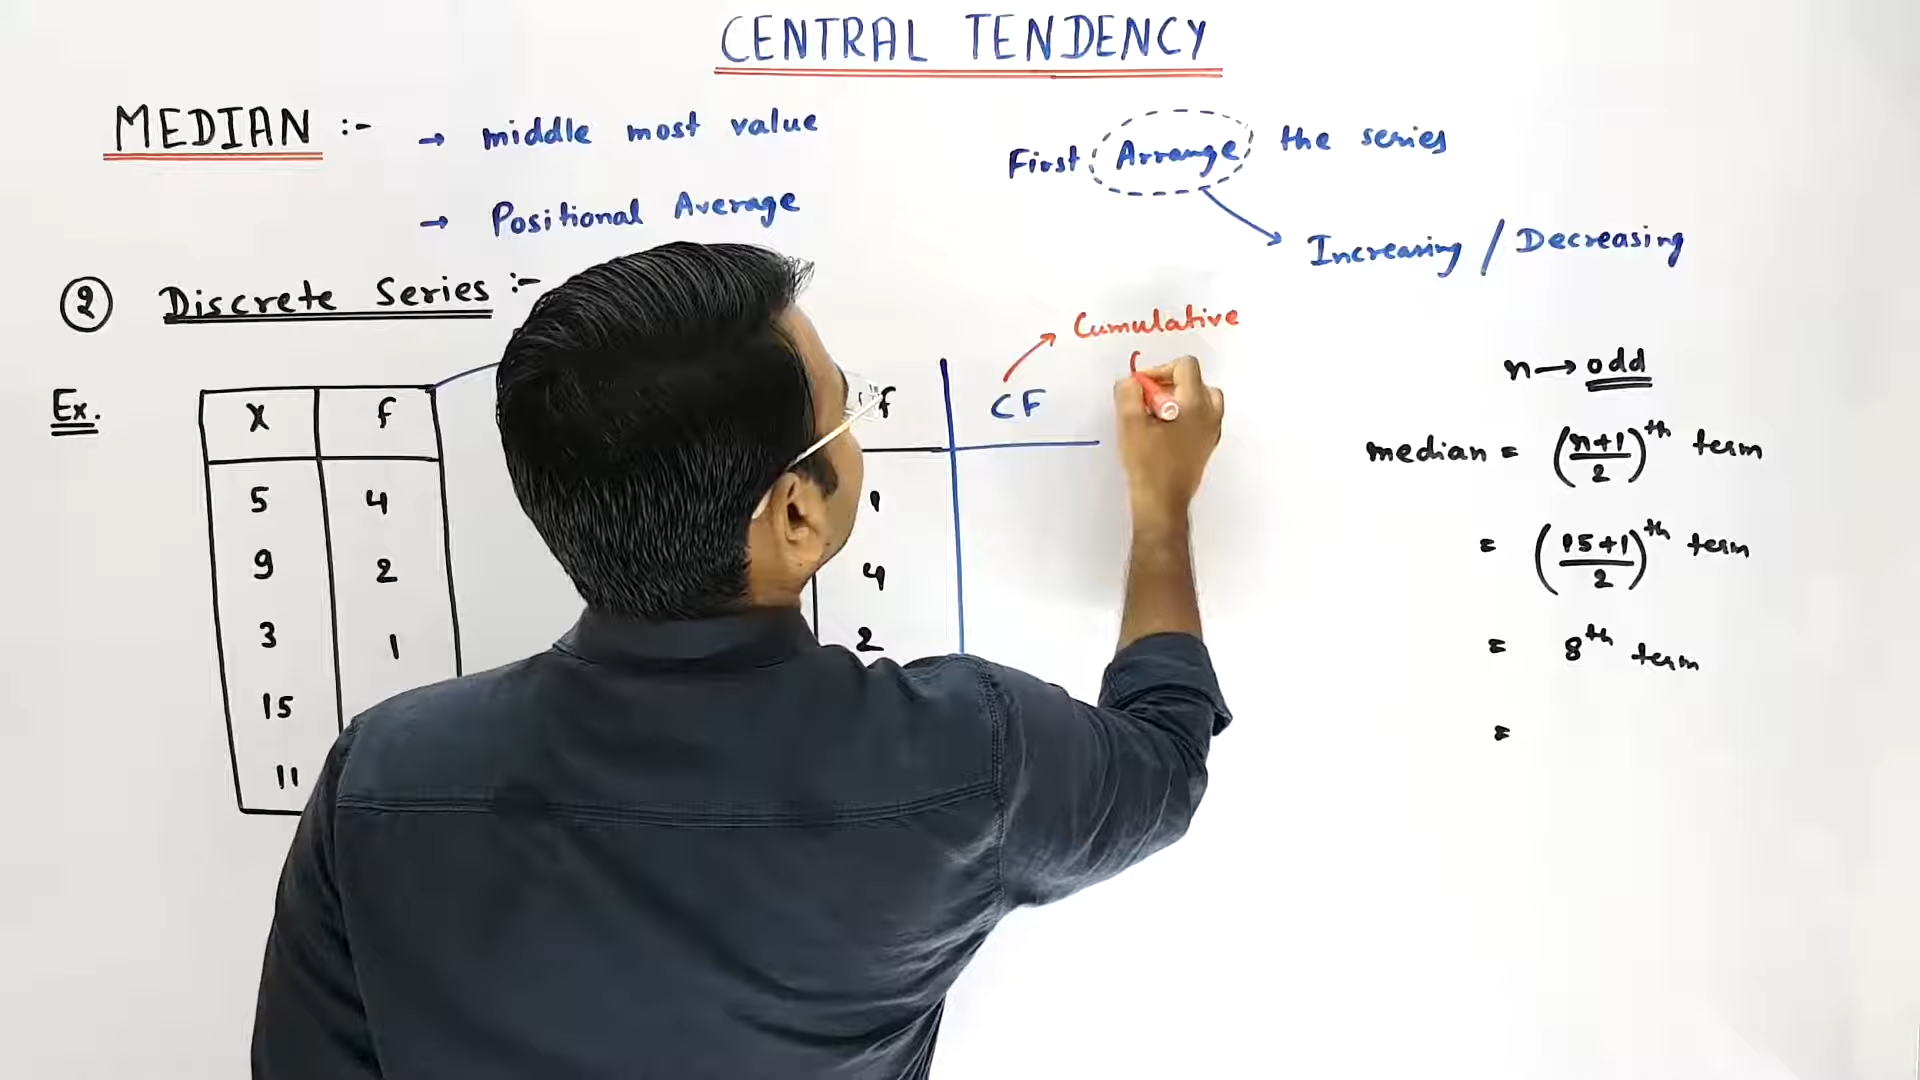 CENTRAL TENDENCY
MEDIAN :- → middle most value
→ Positional Average
First Arrange the series
Increasing / Decreasing
② Discrete Series :-
Ex.
X f
5 4
9 2
3 1
15
11
f CF
1
4
2
Cumulative
n → odd
median = (n+1/2)th term
= (15+1/2)th term
= 8th term
=